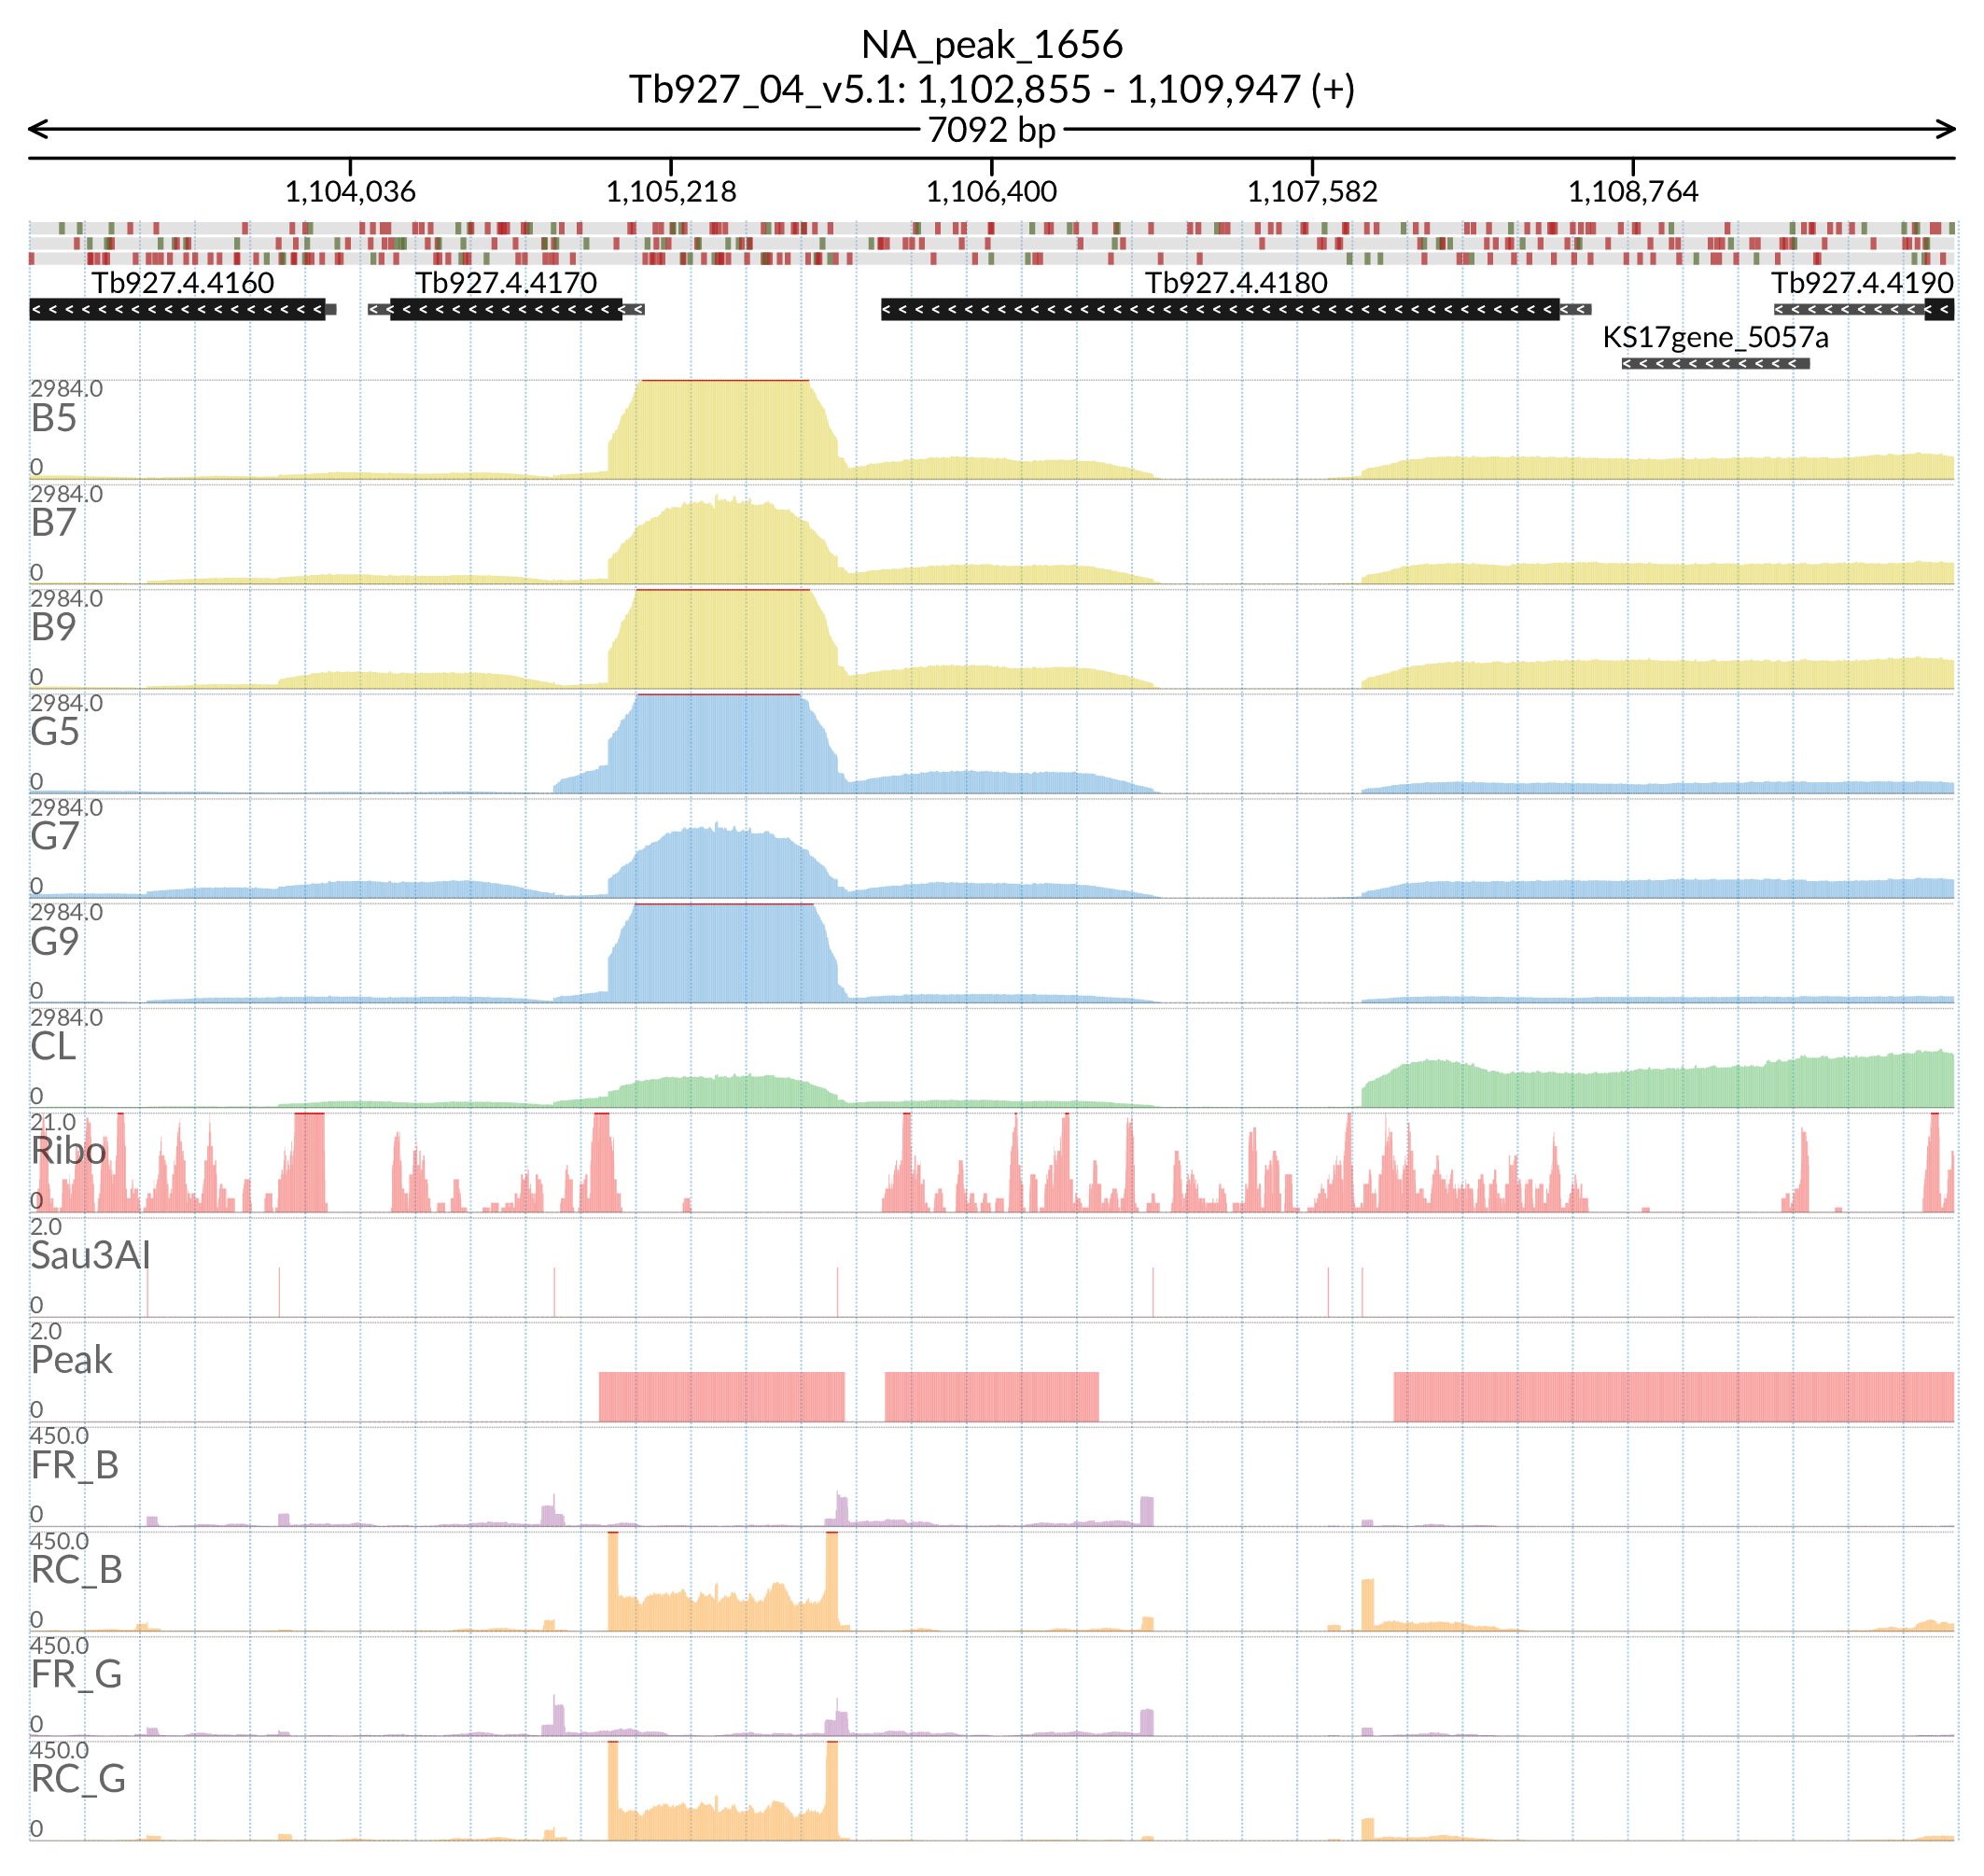 NA_peak_1656
Tb927_04_v5.1: 1,102,855 - 1,109,947 (+)
7092 bp
1,104,036 1,105,218 1,106,400 1,107,582 1,108,764
Tb927.4.4160 Tb927.4.4170 Tb927.4.4180 Tb927.4.4190
KS17gene_5057a
2984.0
B5
0
2984.0
B7
0
2984.0
B9
0
2984.0
G5
0
2984.0
G7
0
2984.0
G9
0
2984.0
CL
0
21.0
Ribo
0
2.0
Sau3AI
0
2.0
Peak
0
450.0
FR_B
0
450.0
RC_B
0
450.0
FR_G
0
450.0
RC_G
0